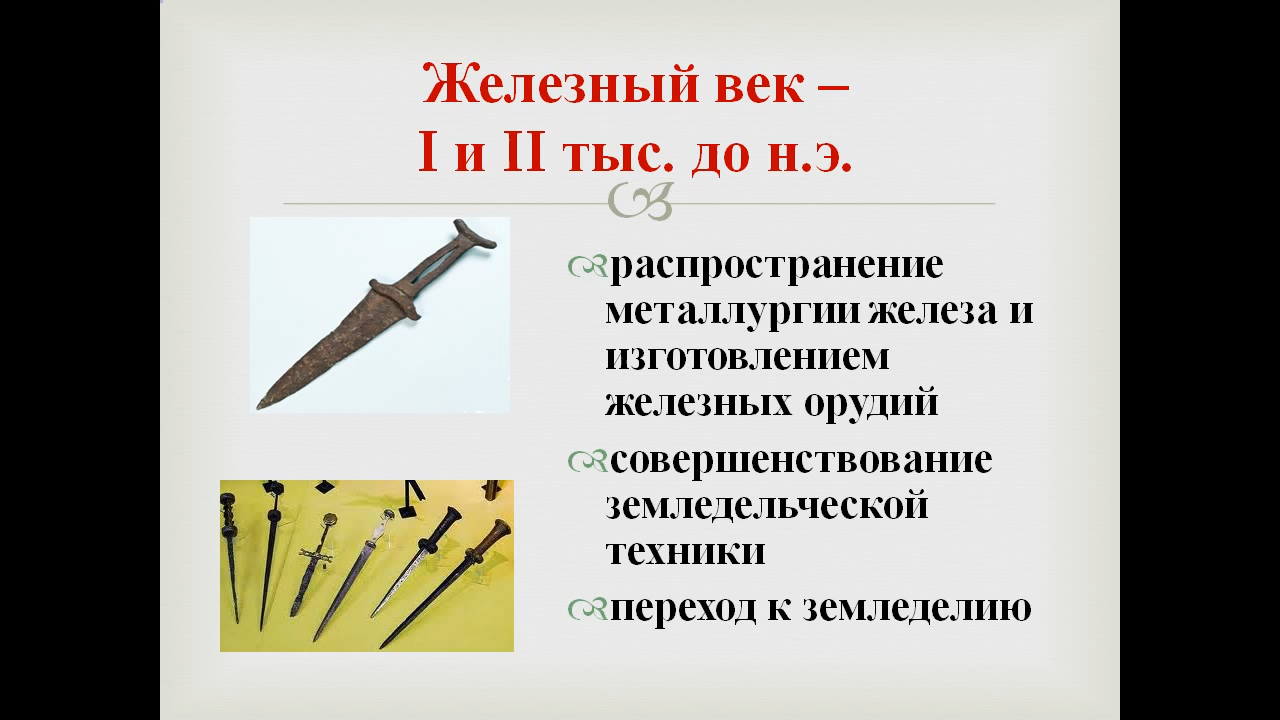 Железный век –
I и II тыс. до н.э.
распространение
металлургии железа и
изготовлением
железных орудий
совершенствование
земледельческой
техники
переход к земледелию